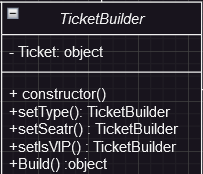 TicketBuilder
- Ticket: object
+ constructor()
+setType(): TicketBuilder
+setSeatr() : TicketBuilder
+setIsVIP() : TicketBuilder
+Build() :object